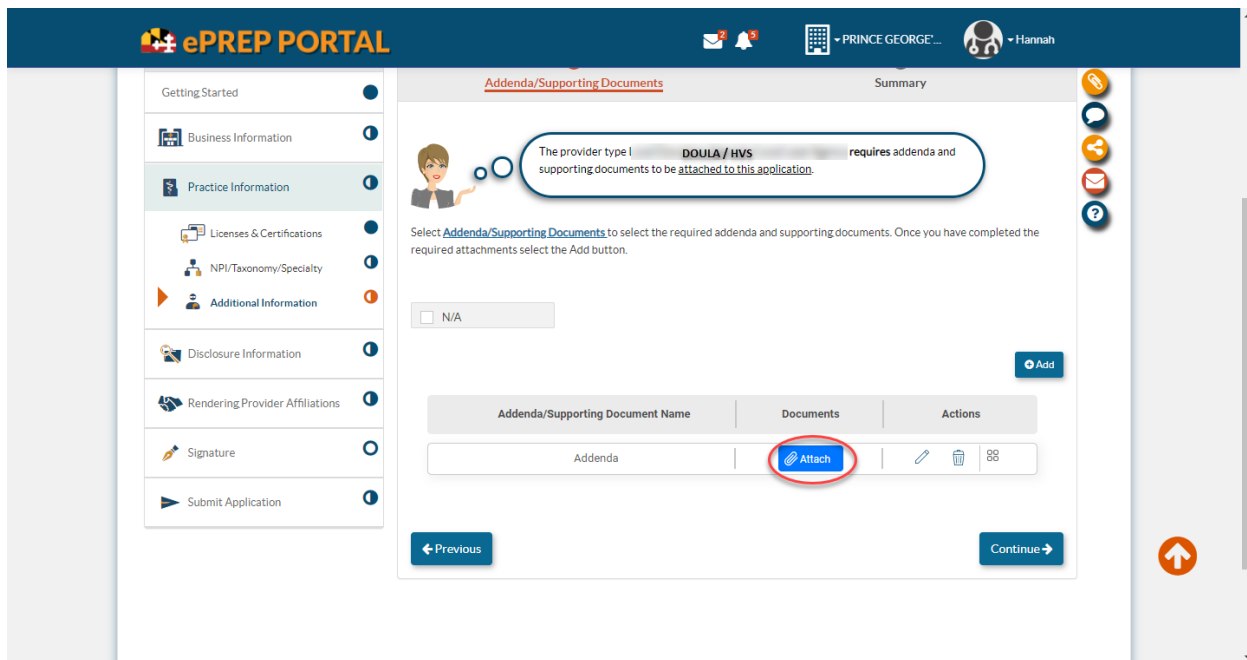 ePREP PORTAL
2
5
PRINCE GEORGE'...
Hannah
Getting Started
Business Information
Practice Information
Licenses & Certifications
NPI/Taxonomy/Specialty
Additional Information
Disclosure Information
Rendering Provider Affiliations
Signature
Submit Application
Addenda/Supporting Documents
Summary
The provider type DOULA / HVS requires addenda and
supporting documents to be attached to this application.
Select Addenda/Supporting Documents to select the required addenda and supporting documents. Once you have completed the
required attachments select the Add button.
N/A
Add
Addenda/Supporting Document Name Documents Actions
Addenda Attach
Previous
Continue